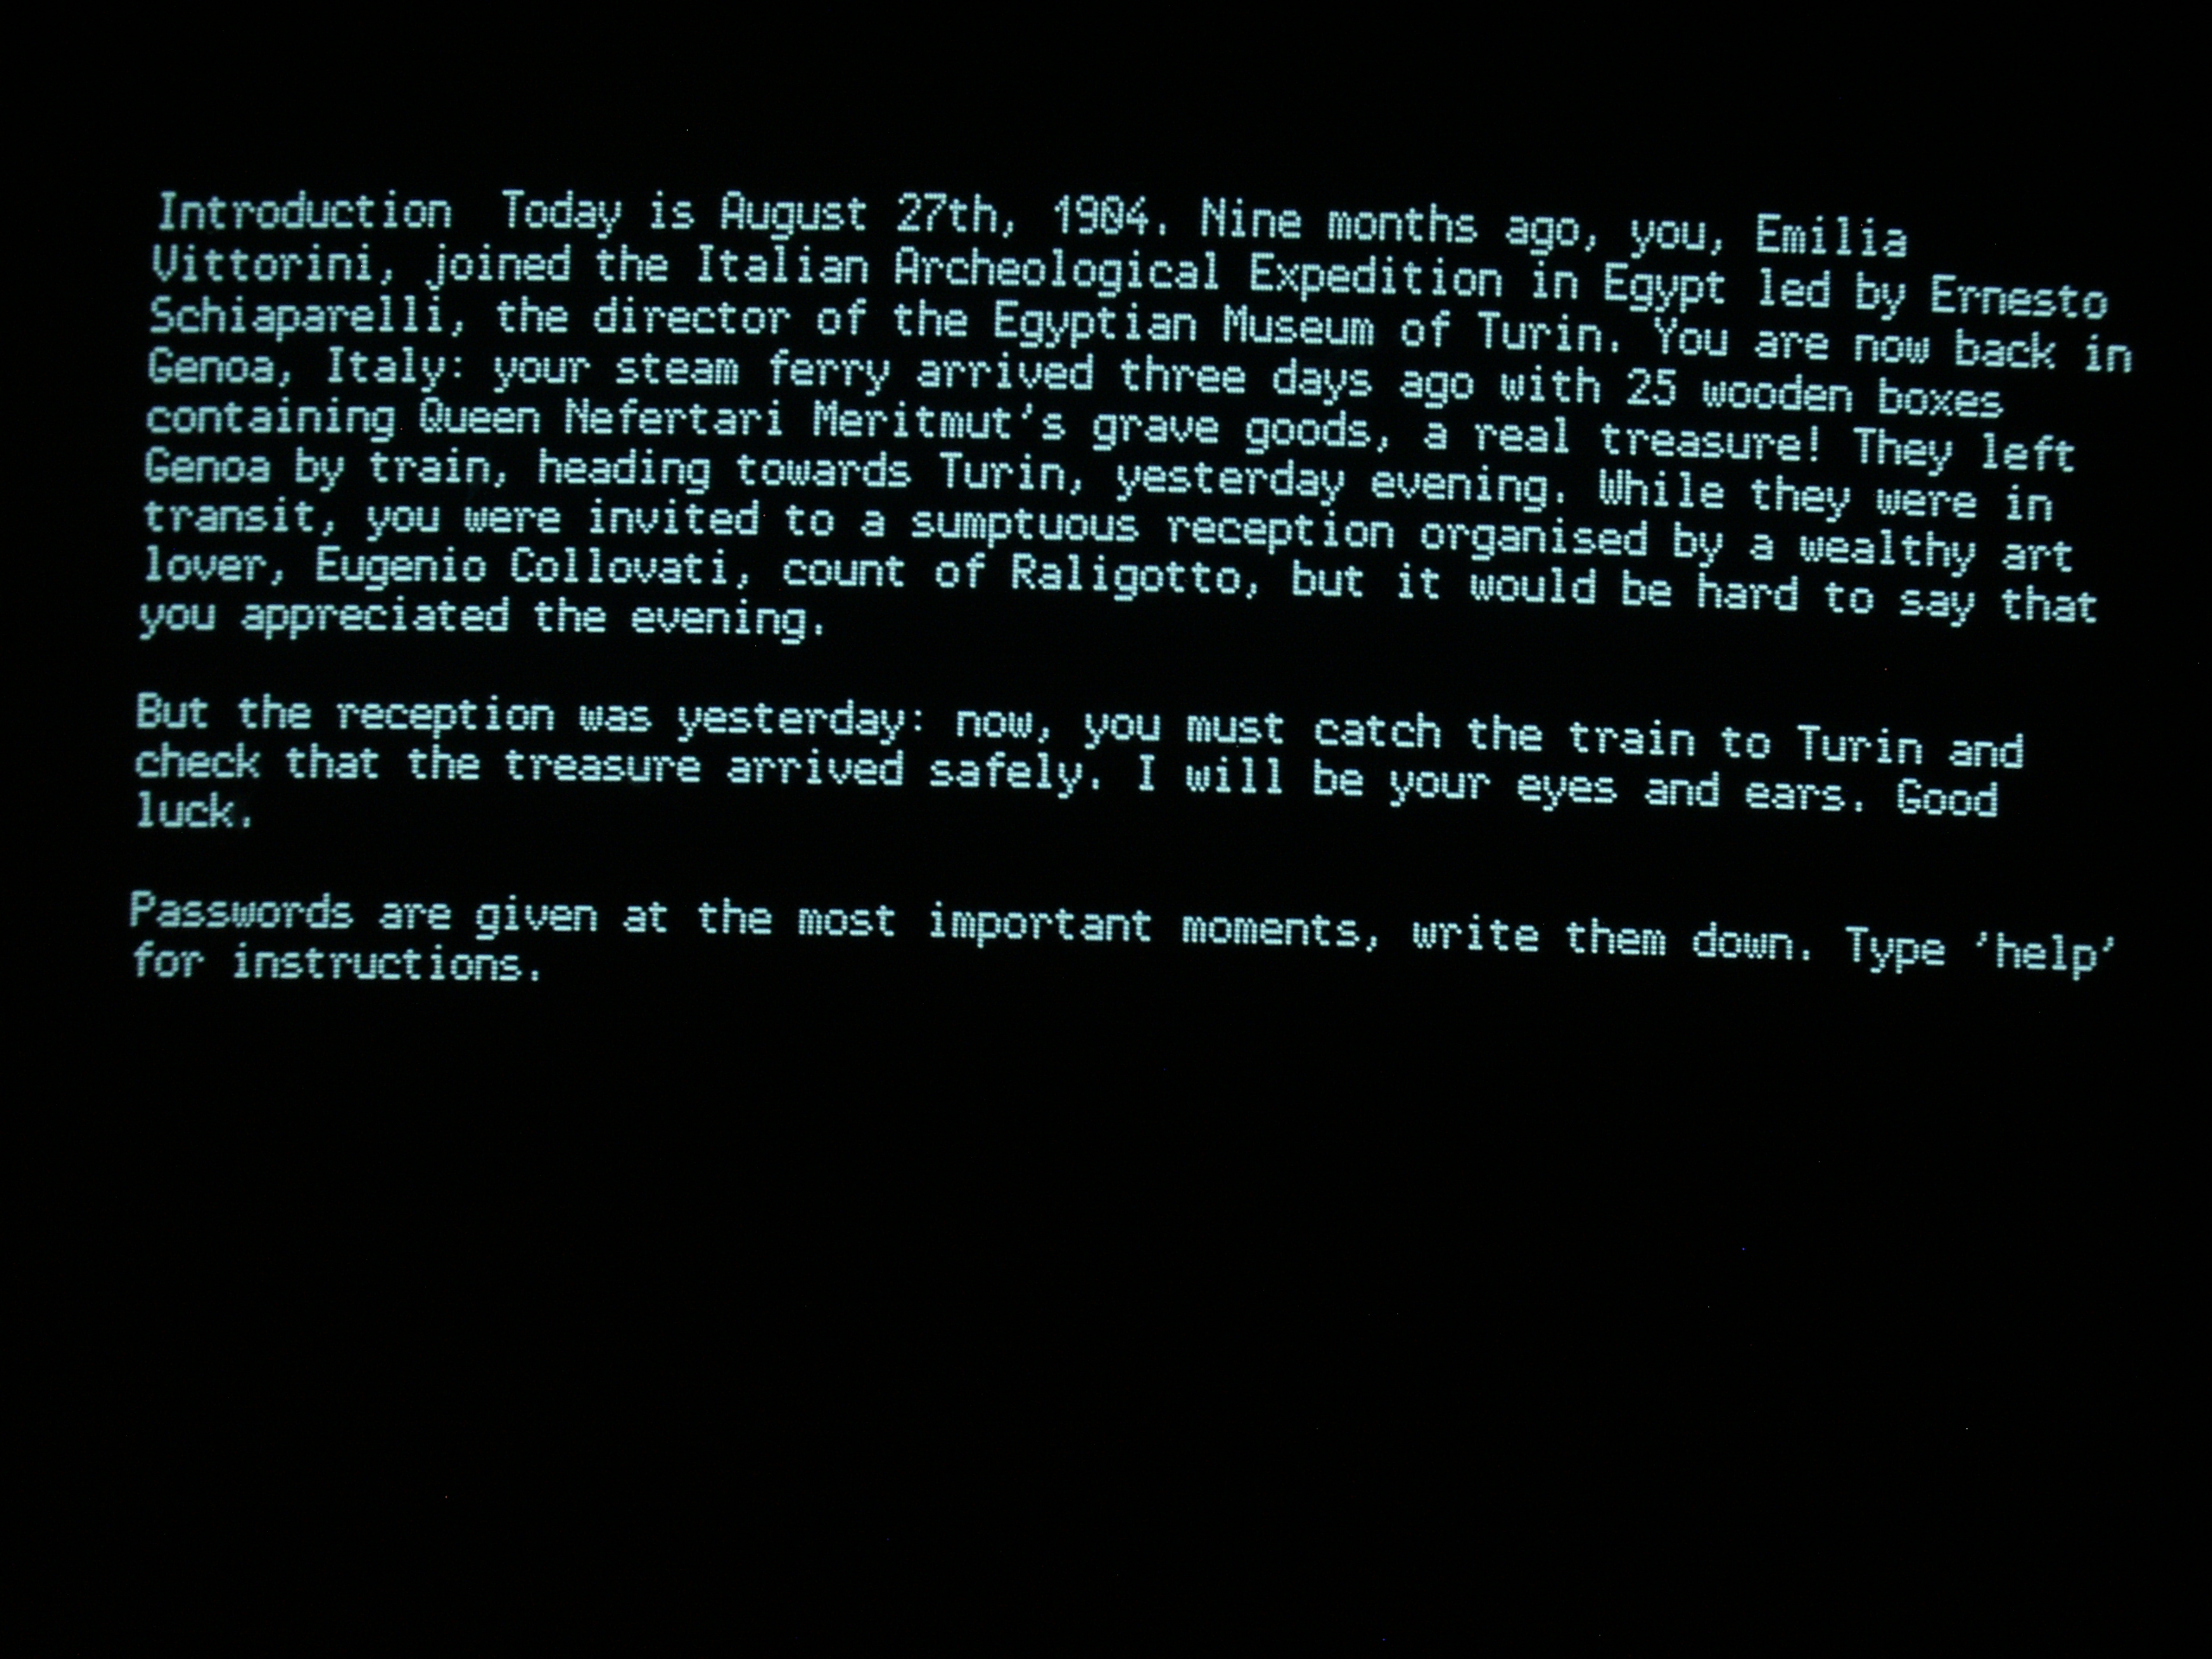 Introduction  Today is August 27th, 1904. Nine months ago, you, Emilia
Vittorini, joined the Italian Archeological Expedition in Egypt led by Ernesto
Schiaparelli, the director of the Egyptian Museum of Turin. You are now back in
Genoa, Italy: your steam ferry arrived three days ago with 25 wooden boxes
containing Queen Nefertari Meritmut's grave goods, a real treasure! They left
Genoa by train, heading towards Turin, yesterday evening. While they were in
transit, you were invited to a sumptuous reception organised by a wealthy art
lover, Eugenio Collovati, count of Raligotto, but it would be hard to say that
you appreciated the evening.

But the reception was yesterday: now, you must catch the train to Turin and
check that the treasure arrived safely. I will be your eyes and ears. Good
luck.

Passwords are given at the most important moments, write them down. Type 'help'
for instructions.